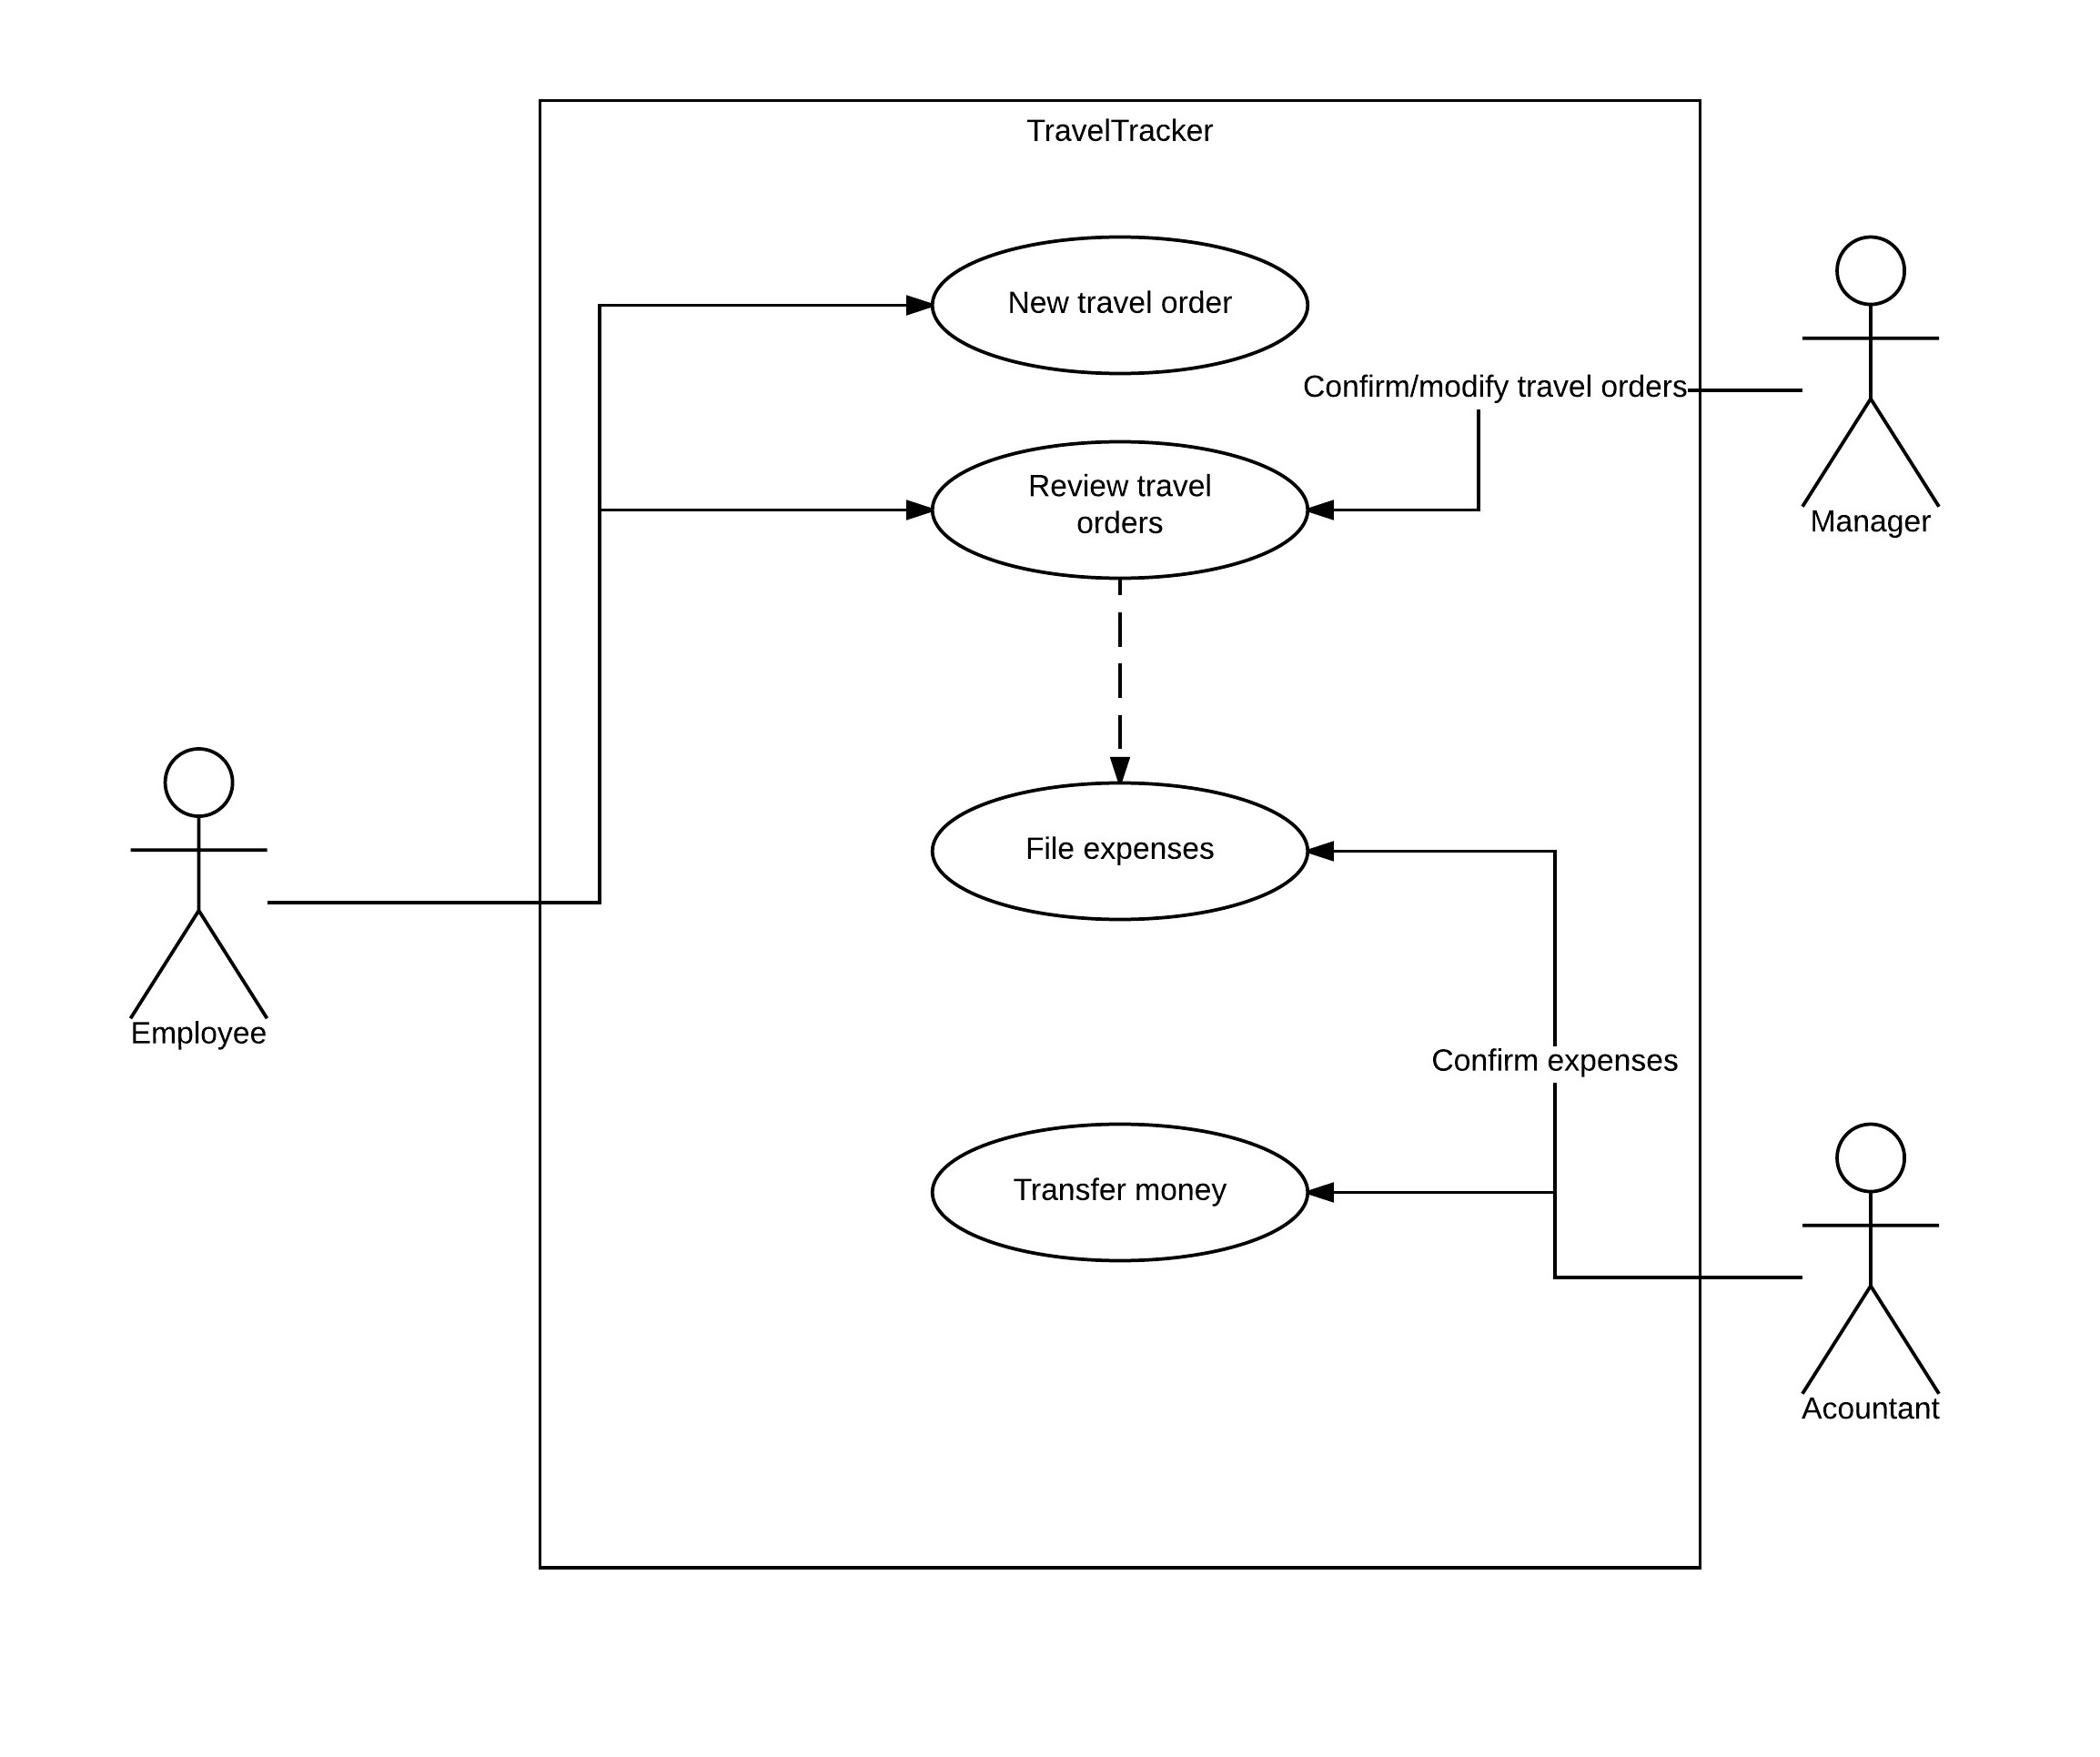 TravelTracker
New travel order
Confirm/modify travel orders
Review travel
orders
Manager
File expenses
Employee
Confirm expenses
Transfer money
Acountant